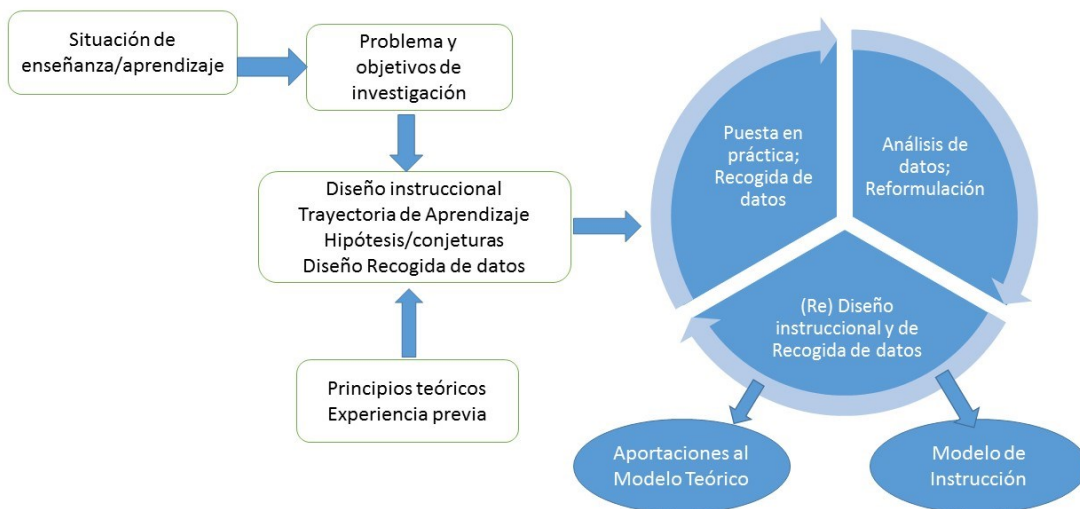 Situación de
enseñanza/aprendizaje
Problema y
objetivos de
investigación
Diseño instruccional
Trayectoria de Aprendizaje
Hipótesis/conjeturas
Diseño Recogida de datos
Principios teóricos
Experiencia previa
Puesta en
práctica;
Recogida de
datos
Análisis de
datos;
Reformulación
(Re) Diseño
instruccional y de
Recogida de datos
Aportaciones al
Modelo Teórico
Modelo de
Instrucción